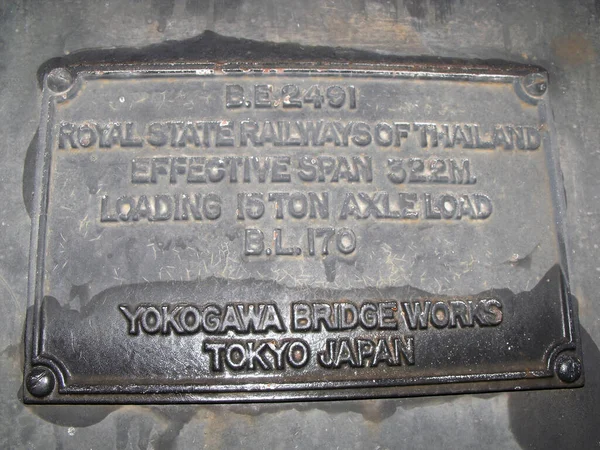 B.E.2491
ROYAL STATE RAILWAYS OF THAILAND
EFFECTIVE SPAN 32.2M.
LOADING 15 TON AXLE LOAD
B.L.170
YOKOGAWA BRIDGE WORKS
TOKYO JAPAN